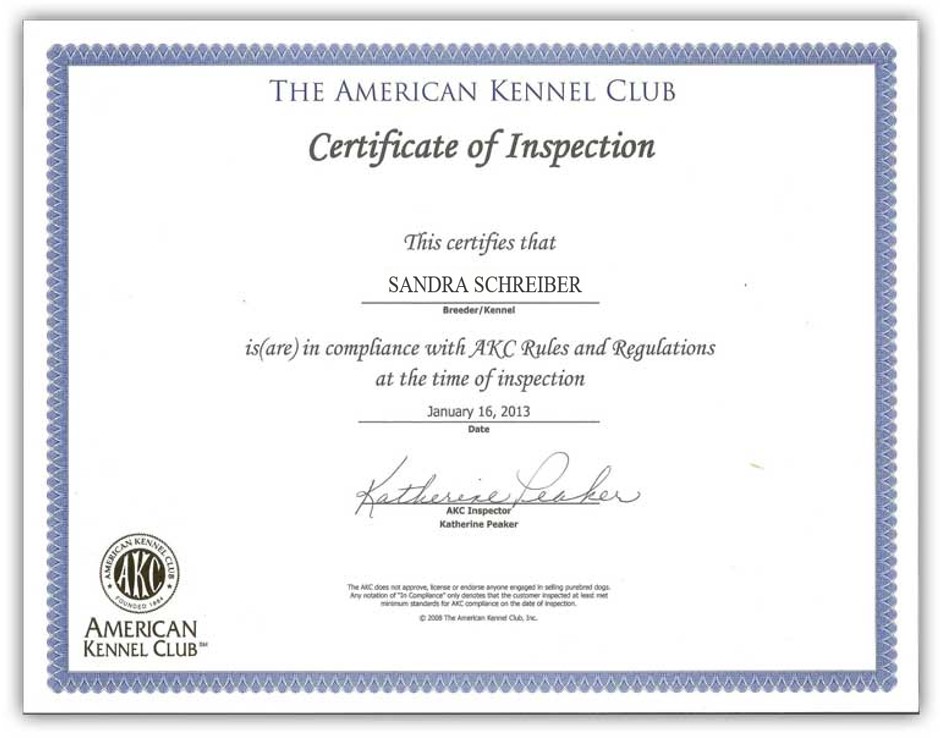 THE AMERICAN KENNEL CLUB
Certificate of Inspection
This certifies that
SANDRA SCHREIBER
Breeder/Kennel
is(are) in compliance with AKC Rules and Regulations
at the time of inspection
January 16, 2013
Date
Katherine Peaker
AKC Inspector
Katherine Peaker
AMERICAN KENNEL CLUB
AKC
FOUNDED 1884
AMERICAN
KENNEL CLUB℠
The AKC does not approve, license or endorse anyone engaged in selling purebred dogs.
Any notation of "In Compliance" only denotes that the customer inspected at least met
minimum standards for AKC compliance on the date of inspection.
© 2008 The American Kennel Club, Inc.